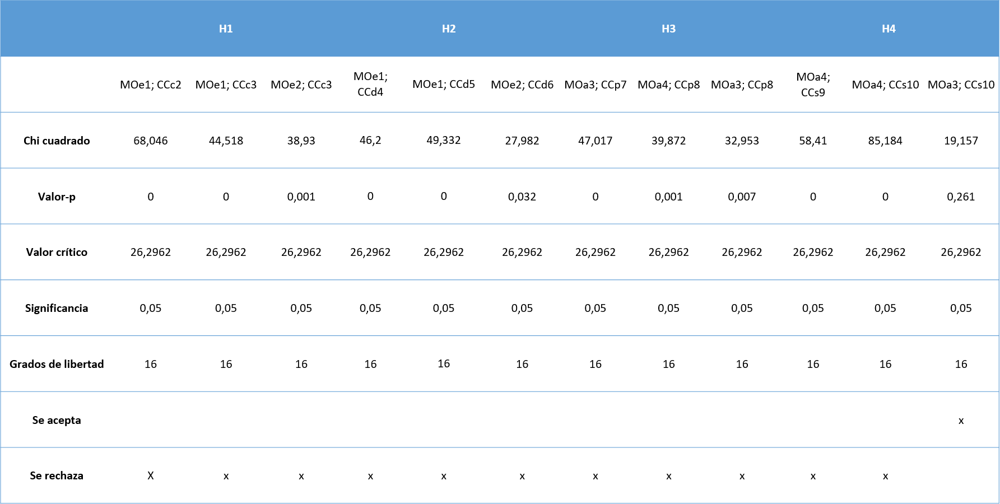 H1 H2 H3 H4
MOe1; CCc2 MOe1; CCc3 MOe2; CCc3 MOe1; CCd4 MOe1; CCd5 MOe2; CCd6 MOa3; CCp7 MOa4; CCp8 MOa3; CCp8 MOa4; CCs9 MOa4; CCs10 MOa3; CCs10
Chi cuadrado 68,046 44,518 38,93 46,2 49,332 27,982 47,017 39,872 32,953 58,41 85,184 19,157
Valor-p 0 0 0,001 0 0 0,032 0 0,001 0,007 0 0 0,261
Valor crítico 26,2962 26,2962 26,2962 26,2962 26,2962 26,2962 26,2962 26,2962 26,2962 26,2962 26,2962 26,2962
Significancia 0,05 0,05 0,05 0,05 0,05 0,05 0,05 0,05 0,05 0,05 0,05 0,05
Grados de libertad 16 16 16 16 16 16 16 16 16 16 16 16
Se acepta x
Se rechaza X x x x x x x x x x x